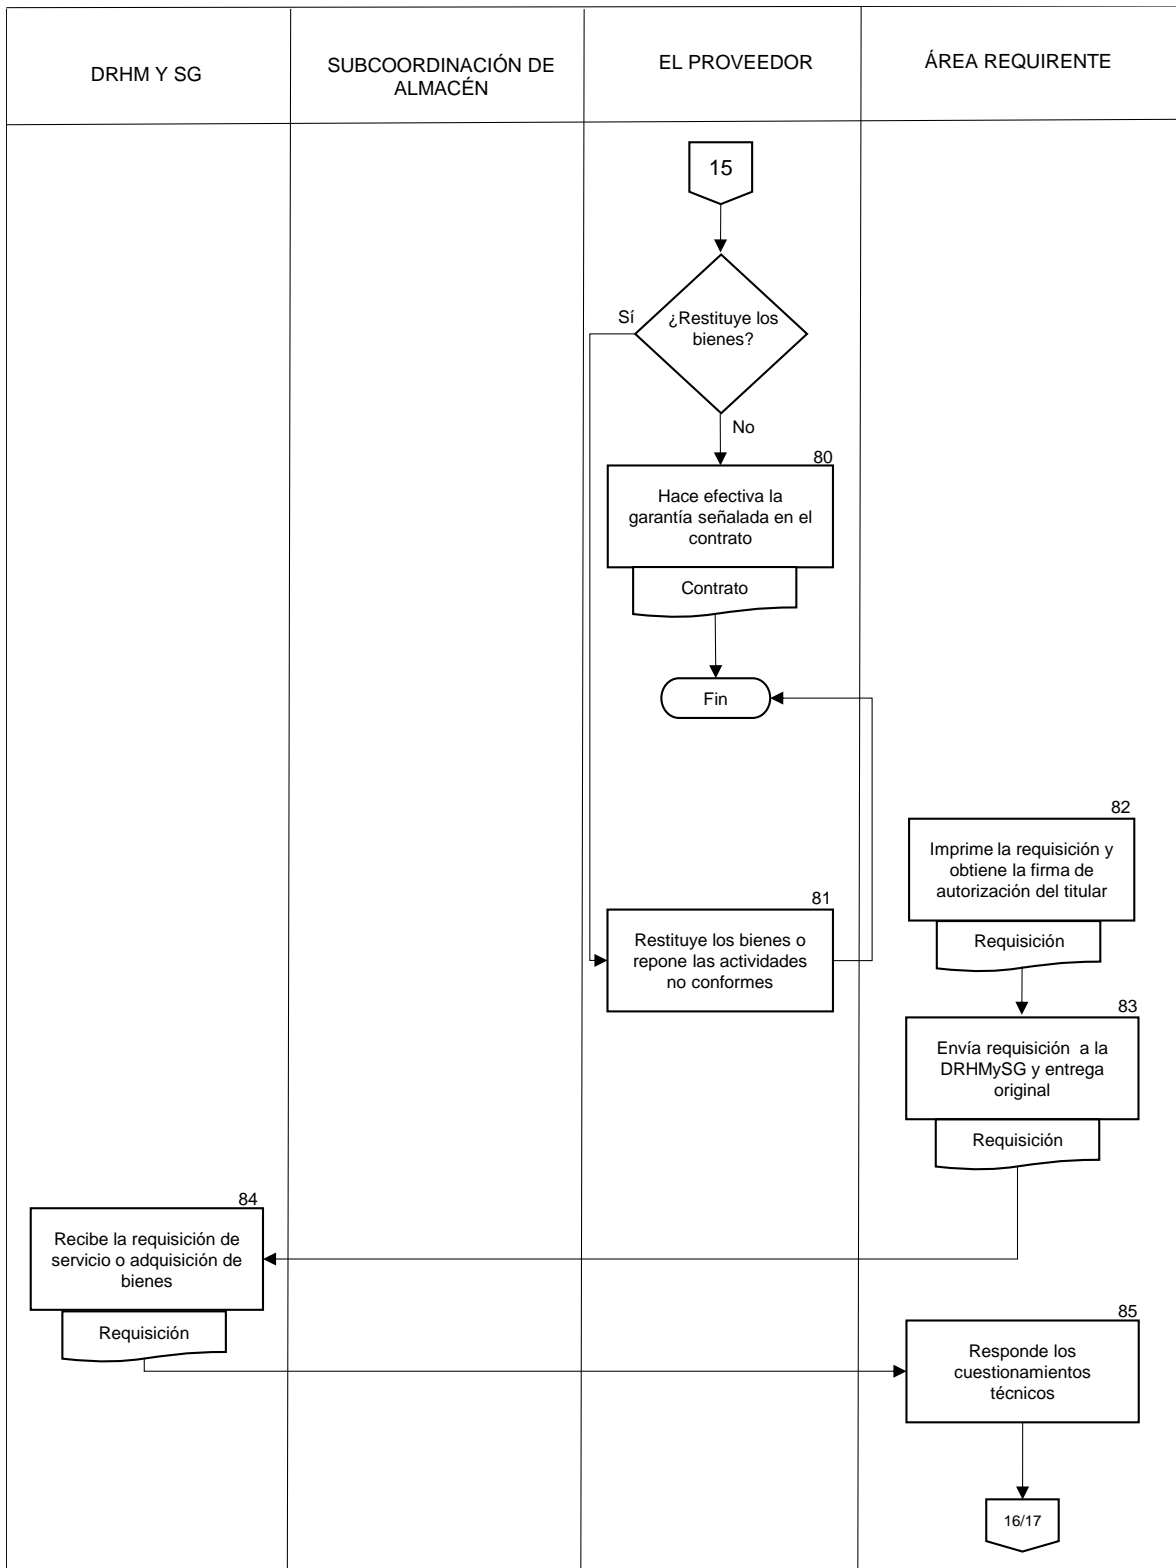 DRHM Y SG
SUBCOORDINACIÓN DE
ALMACÉN
EL PROVEEDOR
ÁREA REQUIRENTE
15
Sí
¿Restituye los
bienes?
No
80
Hace efectiva la
garantía señalada en el
contrato
Contrato
Fin
82
Imprime la requisición y
obtiene la firma de
autorización del titular
Requisición
81
Restituye los bienes o
repone las actividades
no conformes
83
Envía requisición a la
DRHMySG y entrega
original
Requisición
84
Recibe la requisición de
servicio o adquisición de
bienes
Requisición
85
Responde los
cuestionamientos
técnicos
16/17